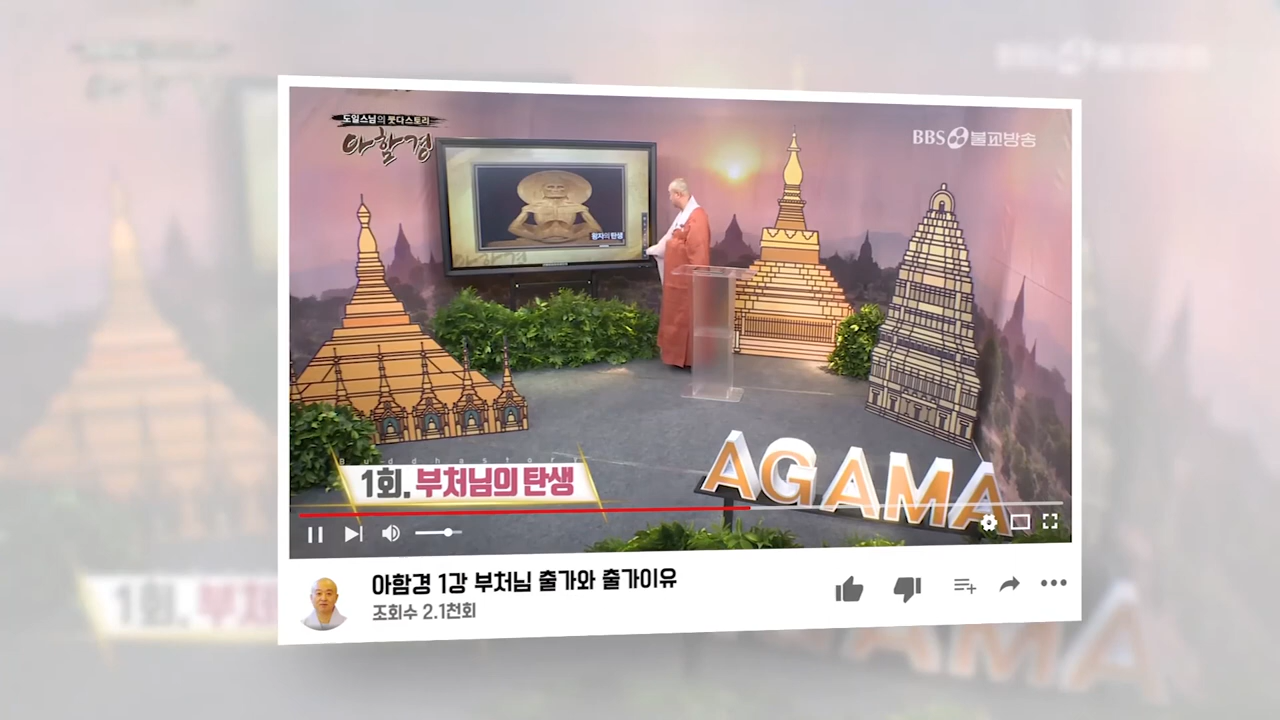 도일스님의 붓다스토리
아함경
BBS 불교방송
왕자의 탄생
Buddhastory
1회. 부처님의 탄생
AGAMA
아함경 1강 부처님 출가와 출가이유
조회수 2.1천회